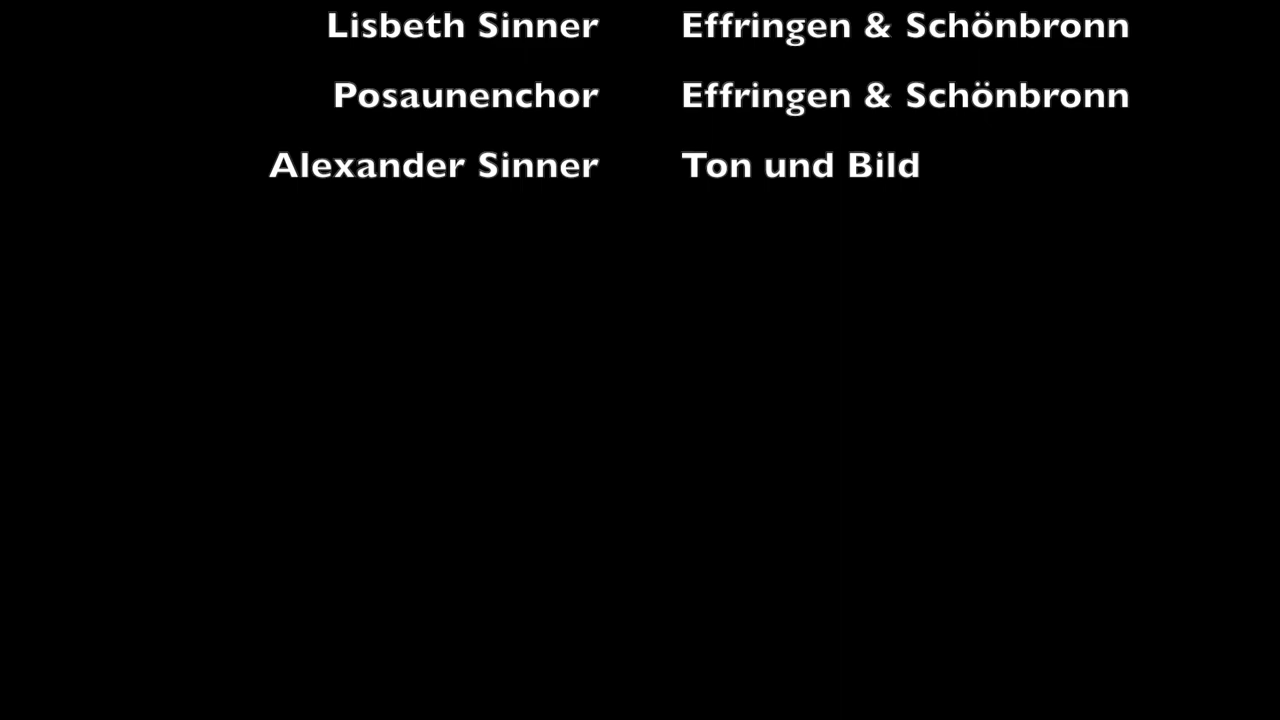 Lisbeth Sinner Effringen & Schönbronn
Posaunenchor Effringen & Schönbronn
Alexander Sinner Ton und Bild